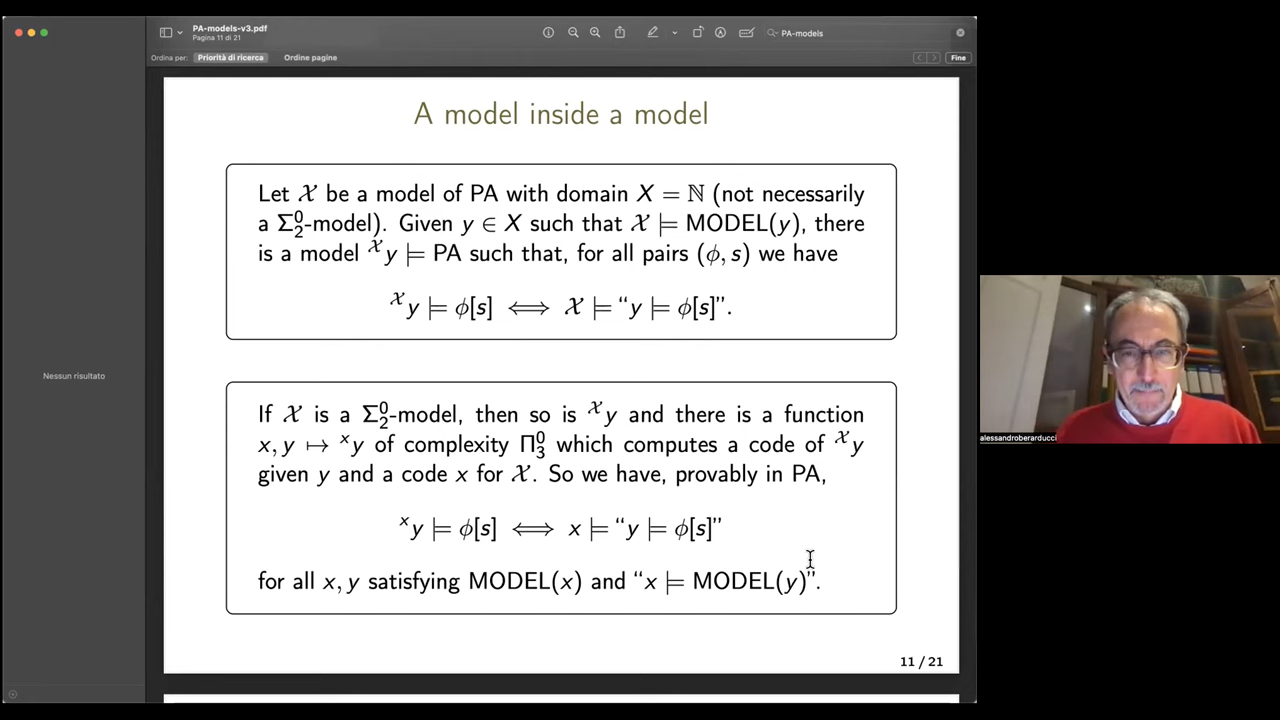 PA-models-v3.pdf
Pagina 11 di 21
PA-models
Ordina per:
Priorità di ricerca
Ordine pagine
Fine
Nessun risultato
A model inside a model
Let 𝒳 be a model of PA with domain X = ℕ (not necessarily
a Σ⁰₂-model). Given y ∈ X such that 𝒳 ⊨ MODEL(y), there
is a model ^𝒳y ⊨ PA such that, for all pairs (ϕ, s) we have
^𝒳y ⊨ ϕ[s] ⟺ 𝒳 ⊨ “y ⊨ ϕ[s]”.
If 𝒳 is a Σ⁰₂-model, then so is ^𝒳y and there is a function
x, y ↦ ^xy of complexity Π⁰₃ which computes a code of ^𝒳y
given y and a code x for 𝒳. So we have, provably in PA,
^xy ⊨ ϕ[s] ⟺ x ⊨ “y ⊨ ϕ[s]”
for all x, y satisfying MODEL(x) and “x ⊨ MODEL(y)”.
11 / 21
alessandroberarducci